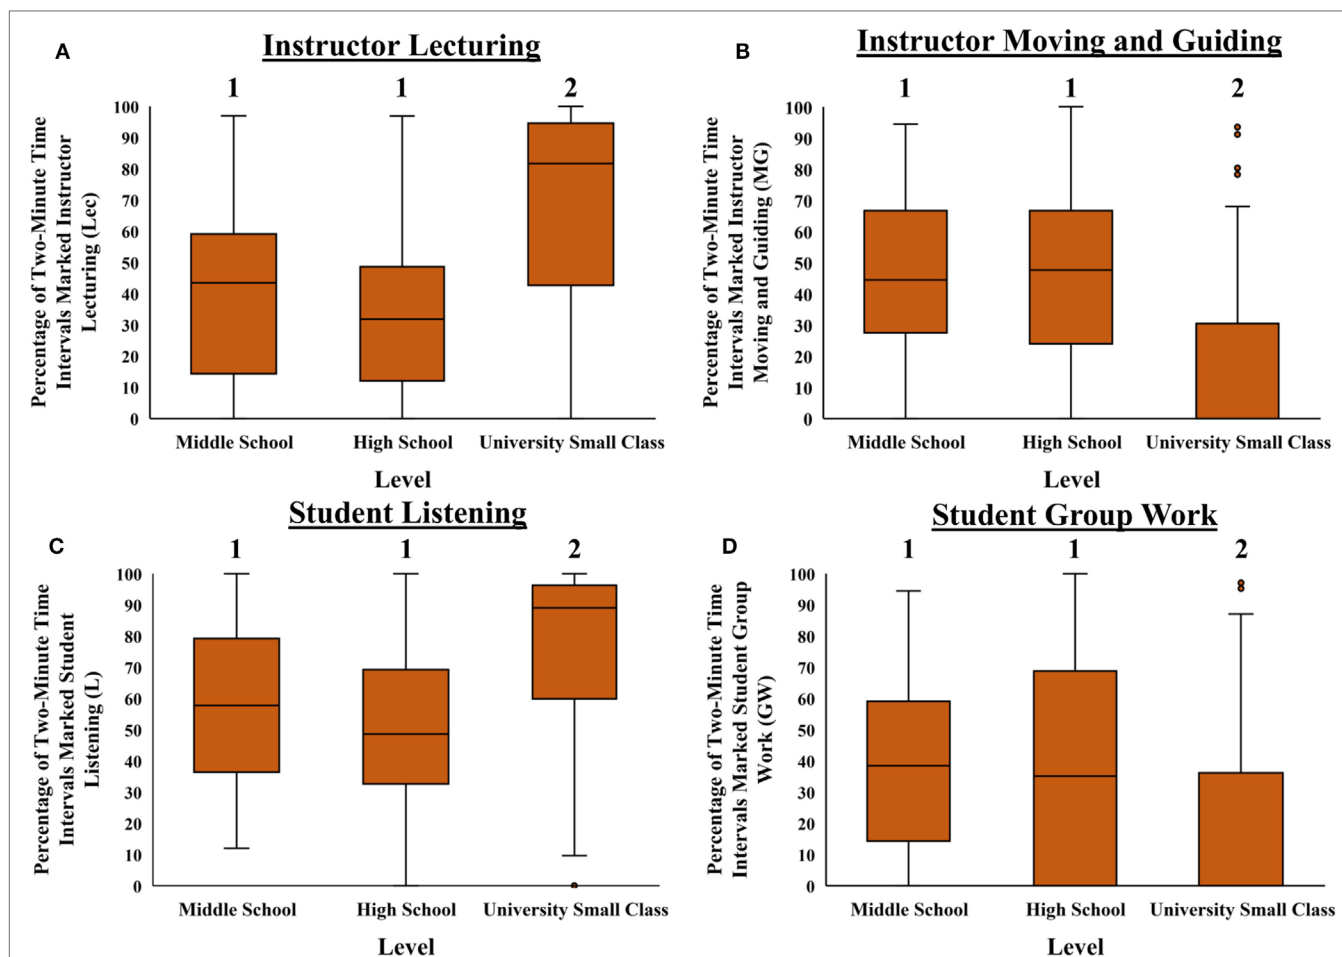 A
Instructor Lecturing
1 1 2
Percentage of Two-Minute Time
Intervals Marked Instructor
Lecturing (Lec)
100
90
80
70
60
50
40
30
20
10
0
Middle School High School University Small Class
Level
B
Instructor Moving and Guiding
1 1 2
Percentage of Two-Minute Time
Intervals Marked Instructor
Moving and Guiding (MG)
100
90
80
70
60
50
40
30
20
10
0
Middle School High School University Small Class
Level
C
Student Listening
1 1 2
Percentage of Two-Minute Time
Intervals Marked Student
Listening (L)
100
90
80
70
60
50
40
30
20
10
0
Middle School High School University Small Class
Level
D
Student Group Work
1 1 2
Percentage of Two-Minute Time
Intervals Marked Student Group
Work (GW)
100
90
80
70
60
50
40
30
20
10
0
Middle School High School University Small Class
Level